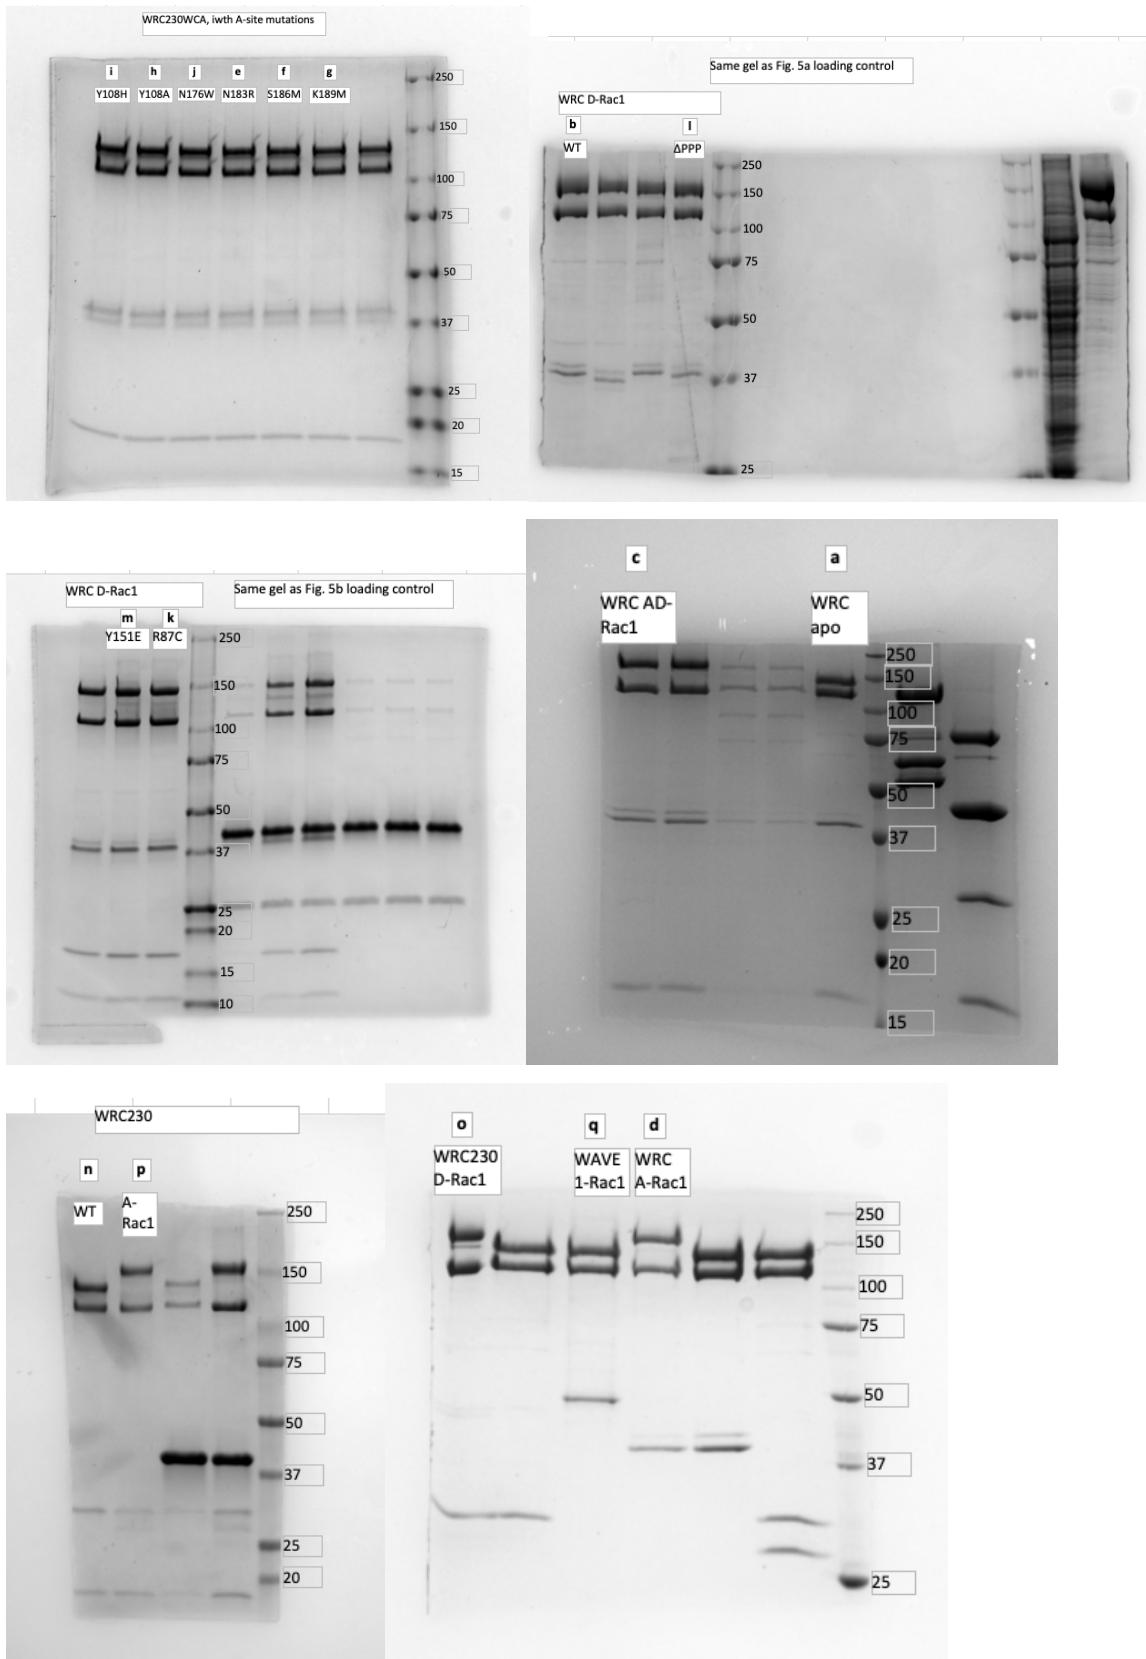 WRC230WCA, iwth A-site mutations
i h j e f g
Y108H Y108A N176W N183R S186M K189M
250
150
100
75
50
37
25
20
15
Same gel as Fig. 5a loading control
WRC D-Rac1
b l
WT ΔPPP
250
150
100
75
50
37
25
WRC D-Rac1
Same gel as Fig. 5b loading control
m k
Y151E R87C
250
150
100
75
50
37
25
20
15
10
c a
WRC AD-
Rac1
WRC
apo
250
150
100
75
50
37
25
20
15
WRC230
n p
WT
A-
Rac1
250
150
100
75
50
37
25
20
o q d
WRC230
D-Rac1
WAVE
1-Rac1
WRC
A-Rac1
250
150
100
75
50
37
25